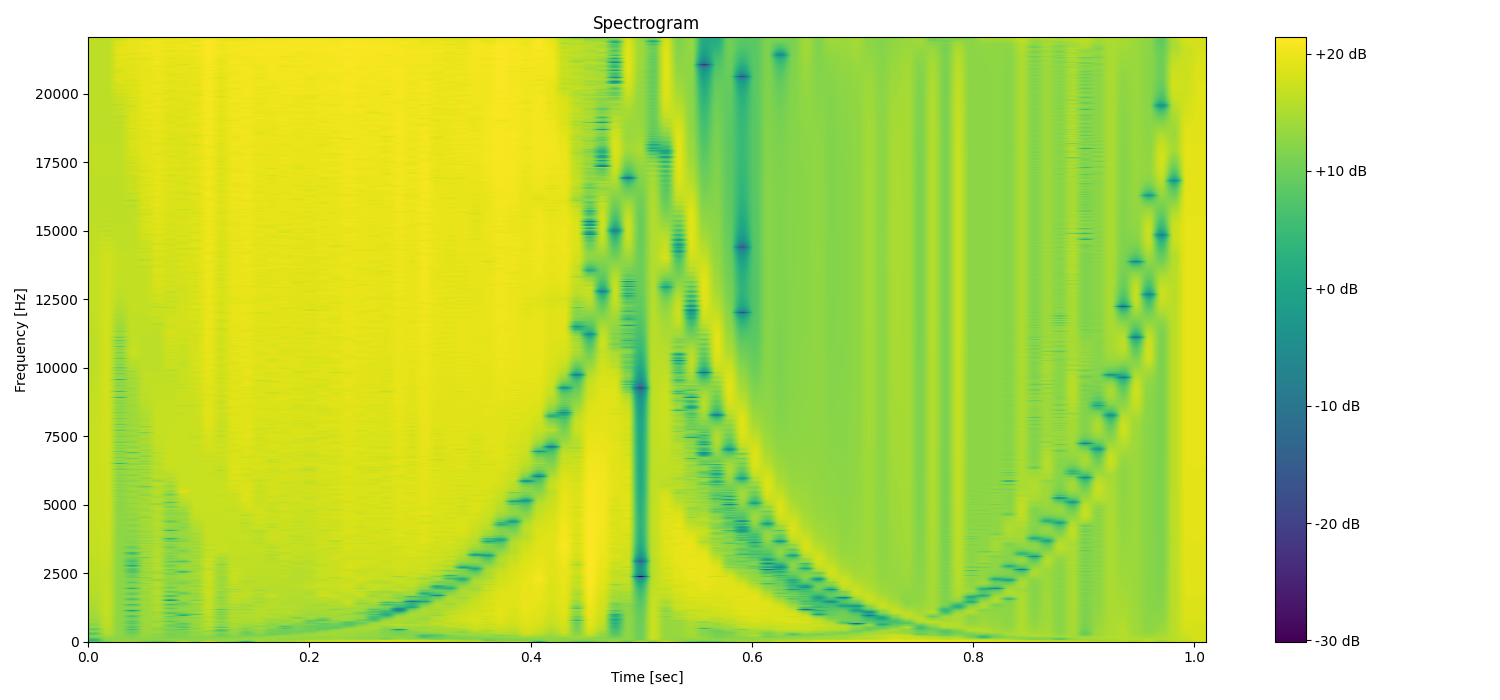 Spectrogram
Frequency [Hz]
20000
17500
15000
12500
10000
7500
5000
2500
0
0.0
0.2
0.4
0.6
0.8
1.0
Time [sec]
+20 dB
+10 dB
+0 dB
-10 dB
-20 dB
-30 dB